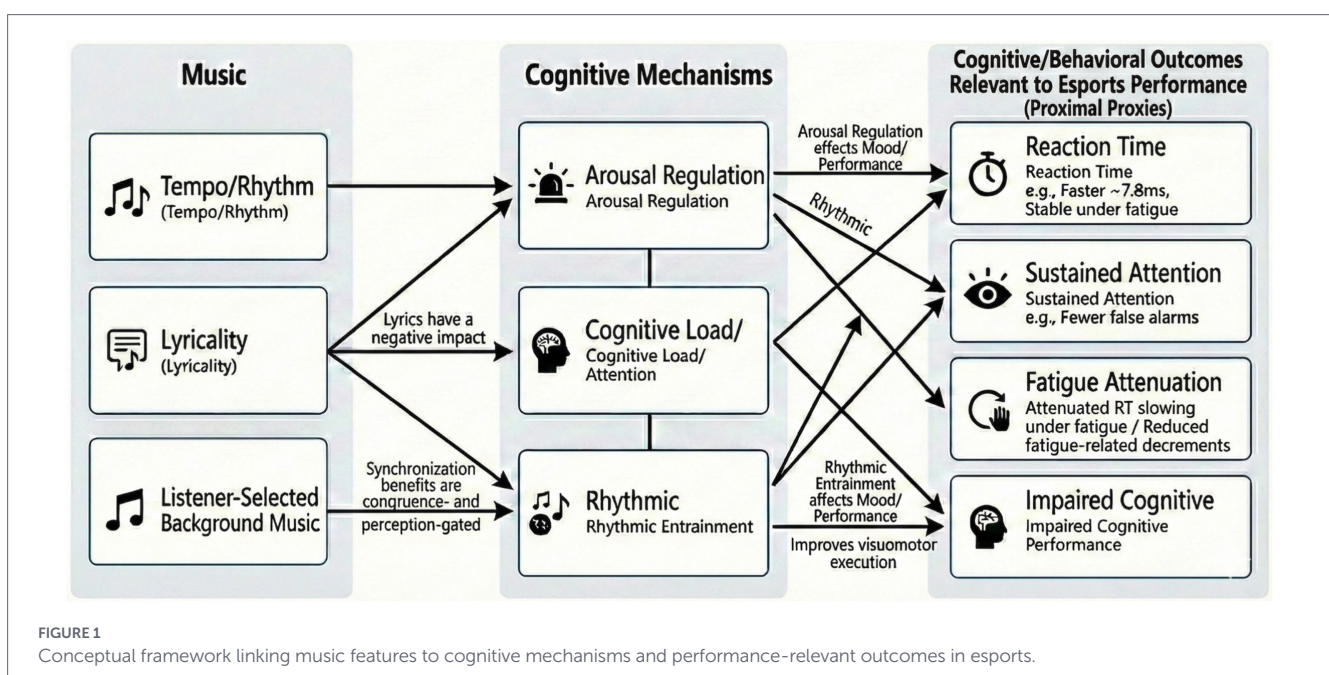 Music
Tempo/Rhythm
(Tempo/Rhythm)
Lyricality
(Lyricality)
Listener-Selected
Background Music
Lyrics have a
negative impact
Synchronization
benefits are
congruence- and
perception-gated
Cognitive Mechanisms
Arousal Regulation
Arousal Regulation
Cognitive Load/
Cognitive Load/
Attention
Rhythmic
Rhythmic Entrainment
Arousal Regulation
effects Mood/
Performance
Rhythmic
Rhythmic
Entrainment
affects Mood/
Performance
Improves visuomotor
execution
Cognitive/Behavioral Outcomes
Relevant to Esports Performance
(Proximal Proxies)
Reaction Time
Reaction Time
e.g., Faster ~7.8ms,
Stable under fatigue
Sustained Attention
Sustained Attention
e.g., Fewer false alarms
Fatigue Attenuation
Attenuated RT slowing
under fatigue / Reduced
fatigue-related decrements
Impaired Cognitive
Impaired Cognitive
Performance
FIGURE 1
Conceptual framework linking music features to cognitive mechanisms and performance-relevant outcomes in esports.